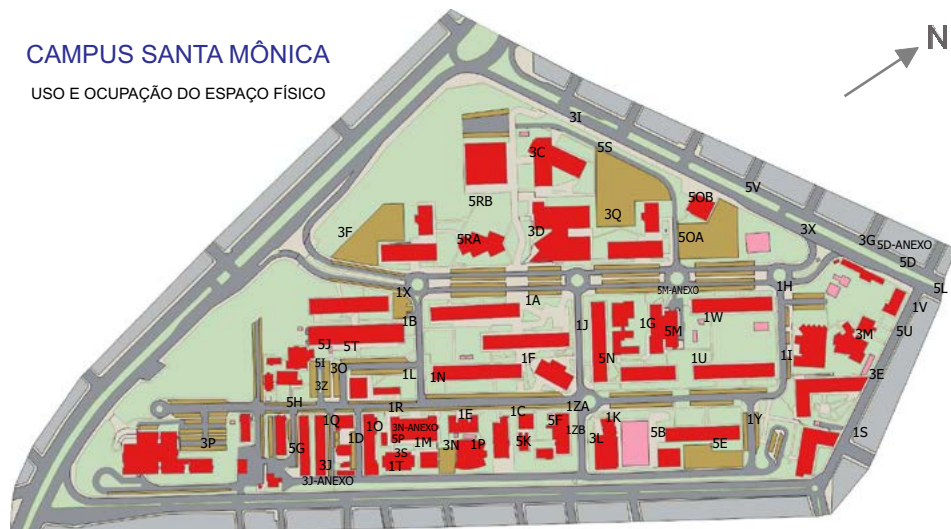 CAMPUS SANTA MÔNICA
USO E OCUPAÇÃO DO ESPAÇO FÍSICO
N
3I
3C
5S
5V
5OB
5RB
3Q
3F
3X
5RA
3D
5OA
3G
5D-ANEXO
5D
5L
1X
5M-ANEXO
1H
1A
1V
1B
1J
1G
5M
1W
5U
3M
5J
5T
5I
3O
1F
5N
1U
1I
3Z
1L
1N
3E
5H
1R
1ZA
1Q
1O
3N-ANEXO
1E
1C
5F
1K
1Y
3P
5G
1D
5P
1M
3N
1P
5K
1ZB
3L
5B
5E
1S
3J
3S
1T
3J-ANEXO